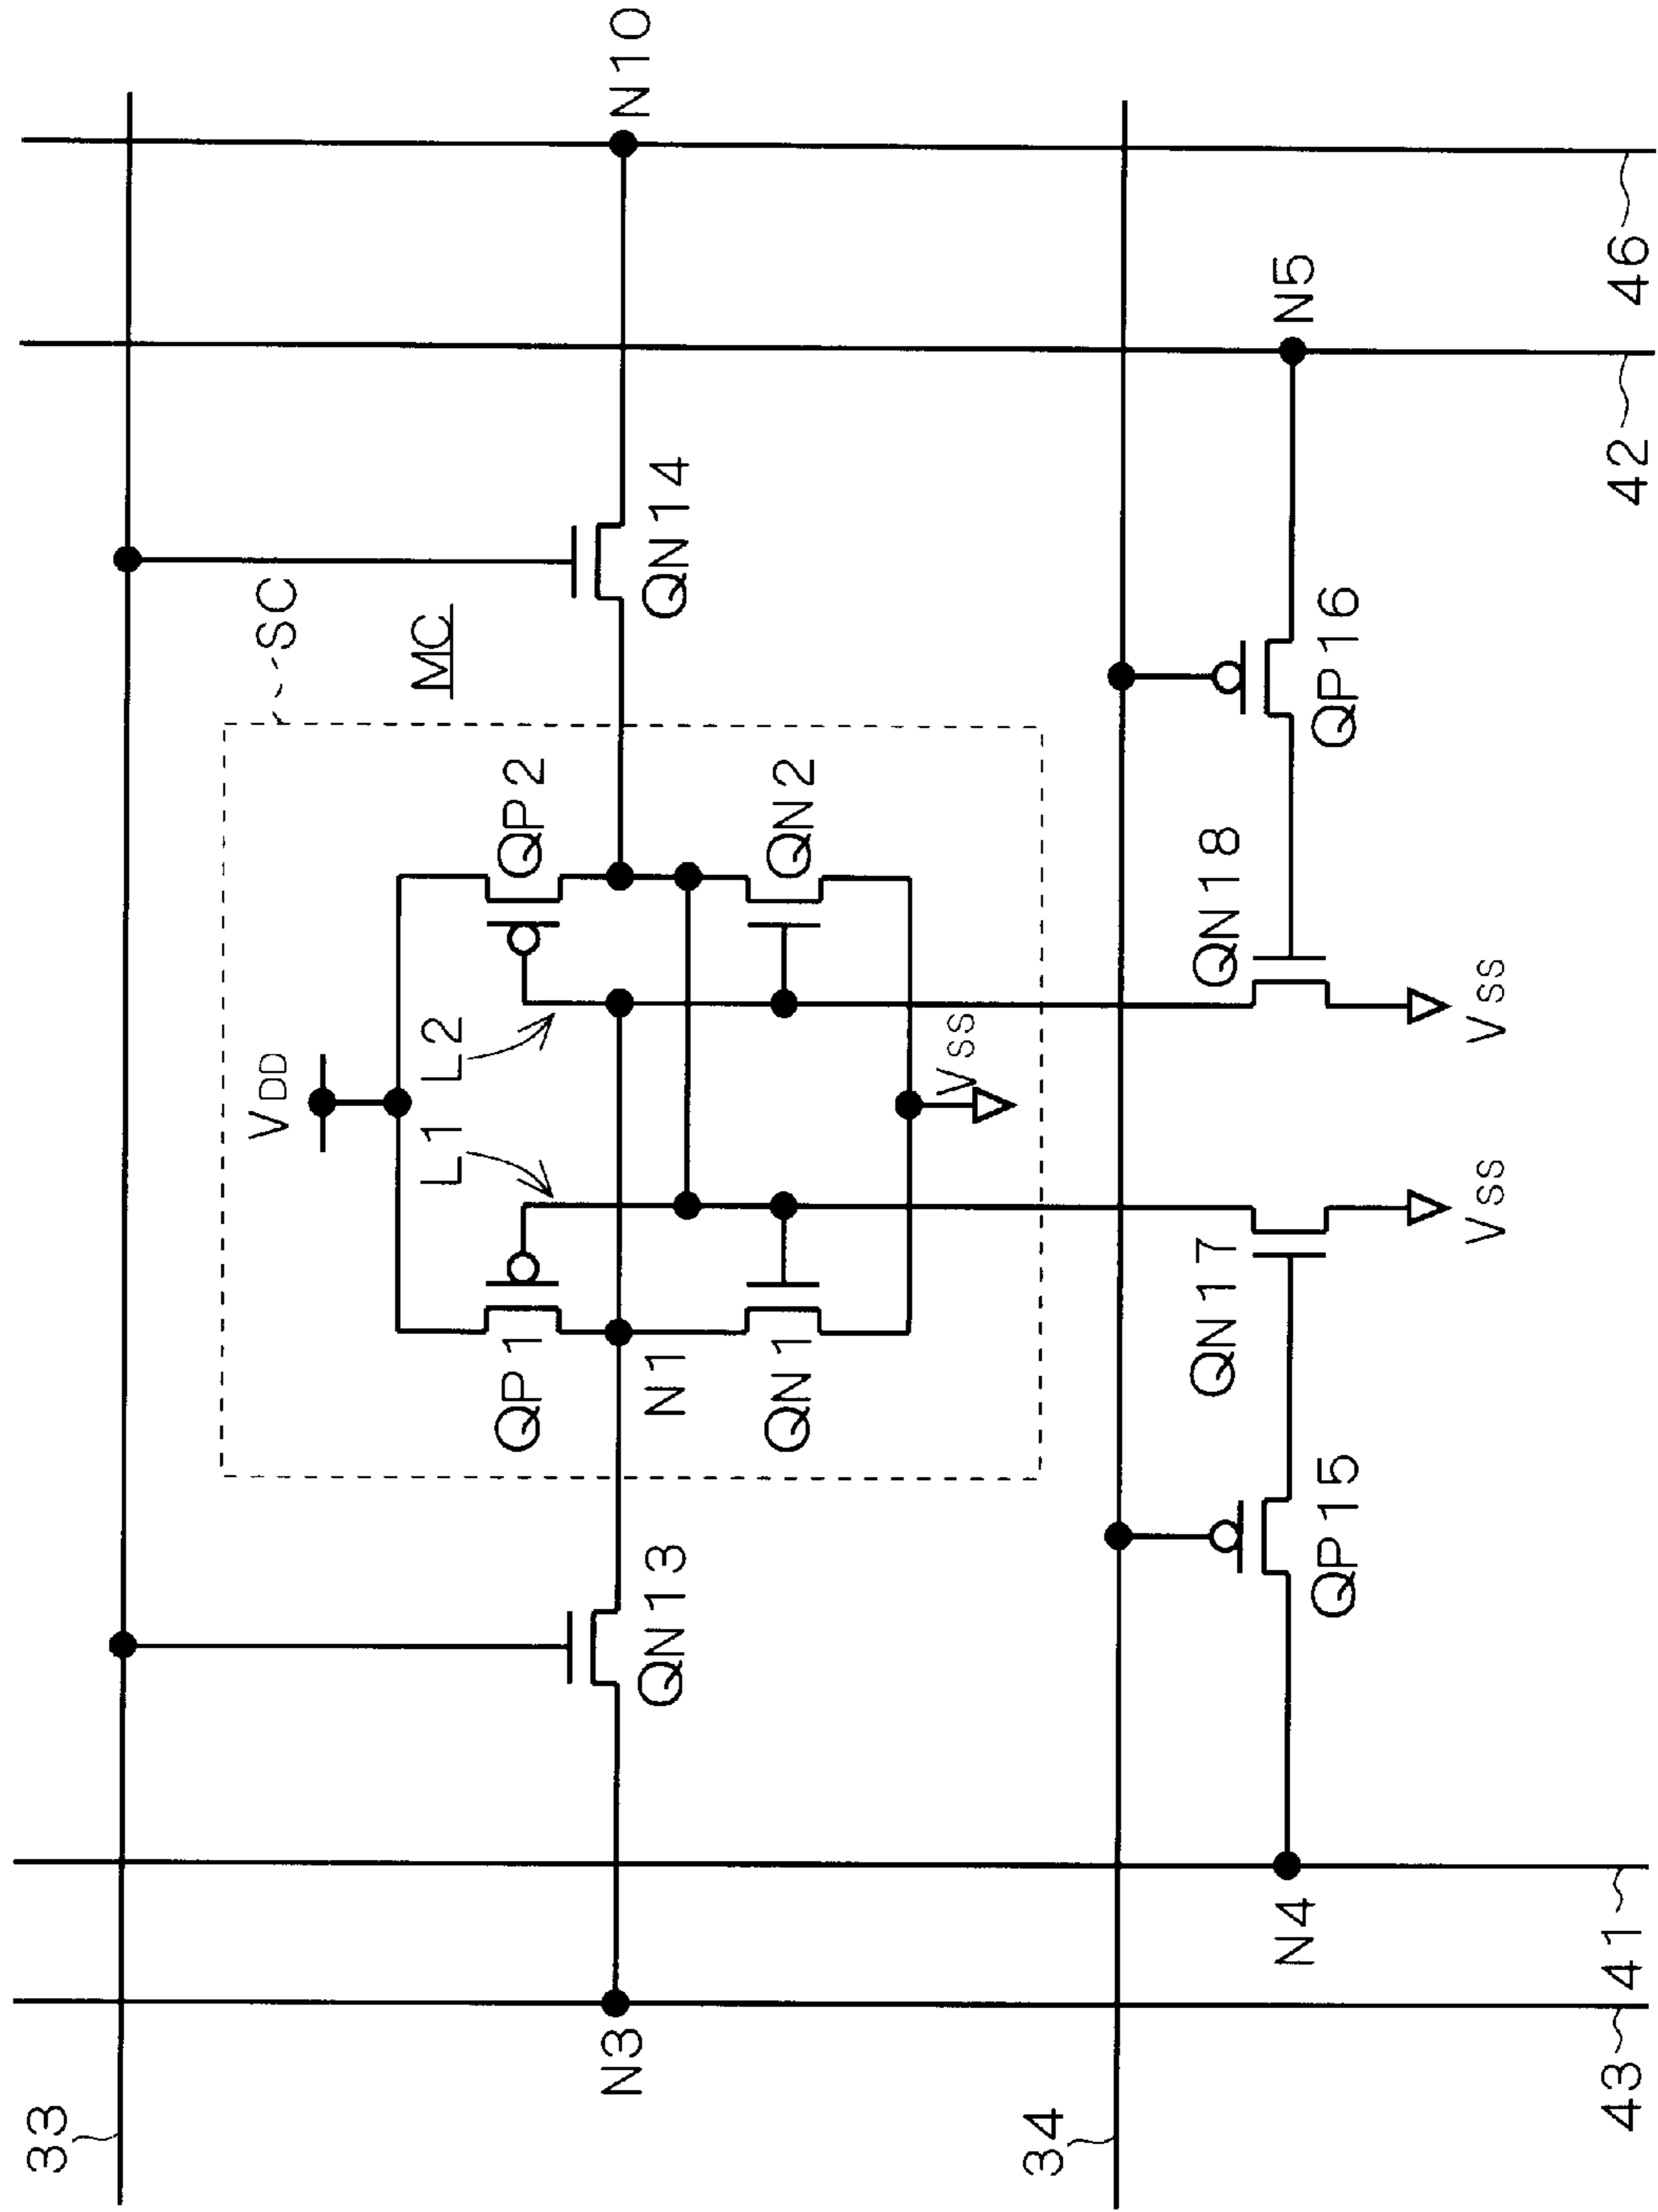 33
VDD
SC
L1
L2
MC
QP1
QP2
N3
N10
QN13
N1
QN14
QN1
QN2
VSS
34
QN17
QN18
N4
N5
QP15
QP16
VSS
VSS
43
41
42
46